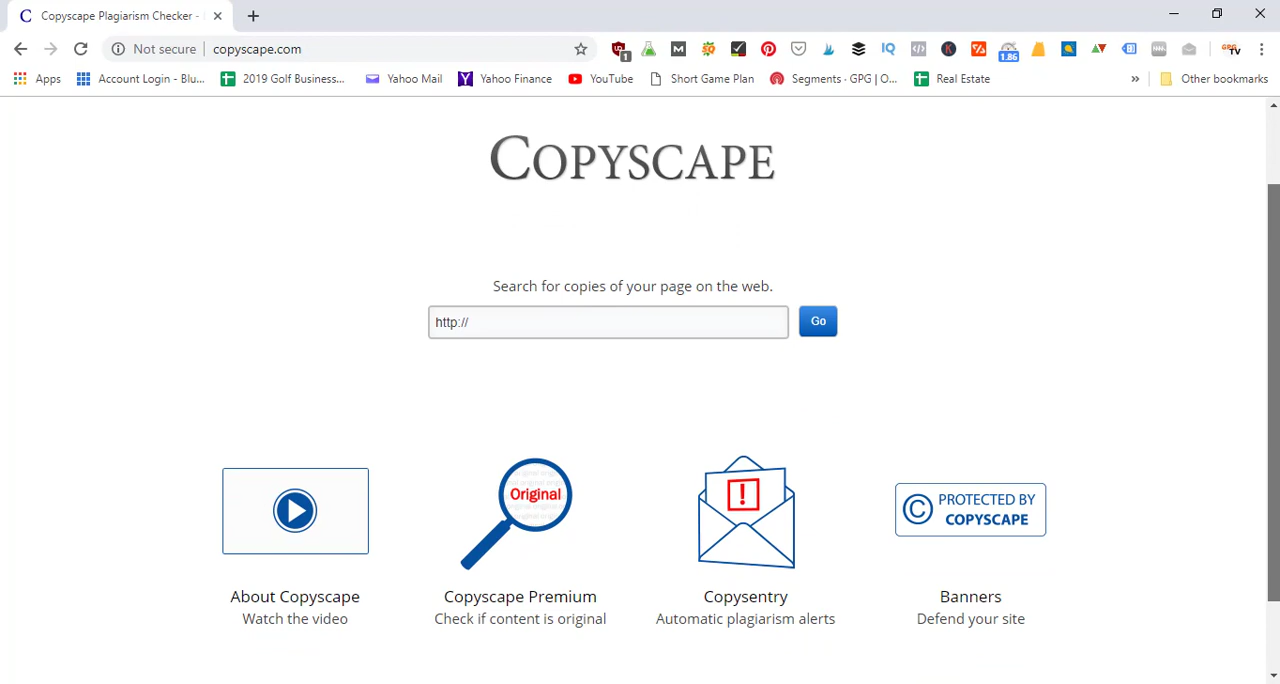 Copyscape Plagiarism Checker -
Not secure copyscape.com
1
1.86
Apps Account Login - Blu... 2019 Golf Business... Yahoo Mail Yahoo Finance YouTube Short Game Plan Segments - GPG | O... Real Estate » Other bookmarks
COPYSCAPE
Search for copies of your page on the web.
http:// Go
Original
!
PROTECTED BY
© COPYSCAPE
About Copyscape Copyscape Premium Copysentry Banners
Watch the video Check if content is original Automatic plagiarism alerts Defend your site